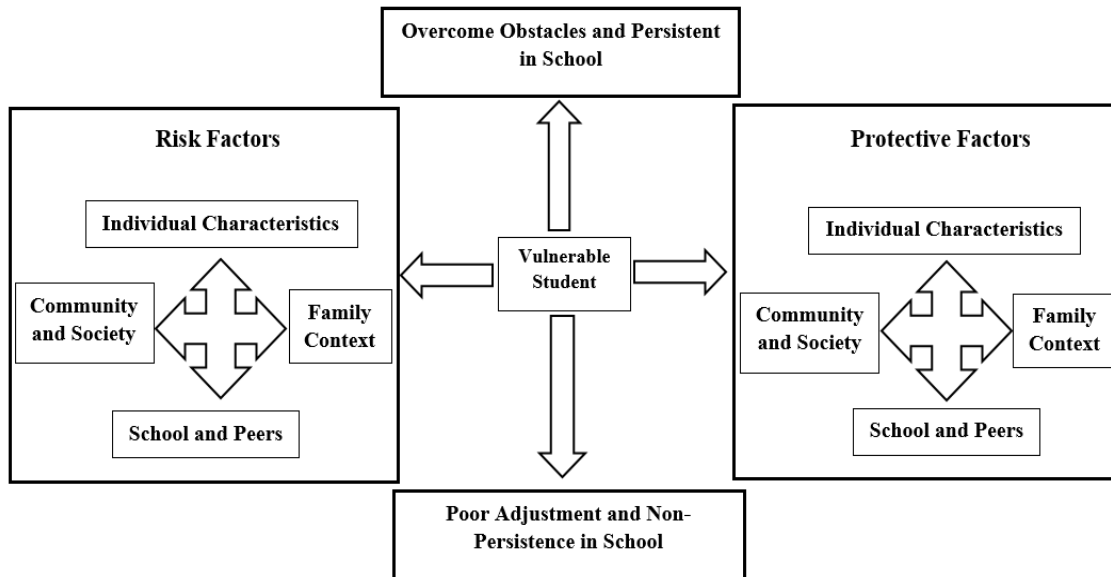 Overcome Obstacles and Persistent
in School
Risk Factors
Individual Characteristics
Community
and Society
Family
Context
School and Peers
Vulnerable
Student
Protective Factors
Individual Characteristics
Community
and Society
Family
Context
School and Peers
Poor Adjustment and Non-
Persistence in School